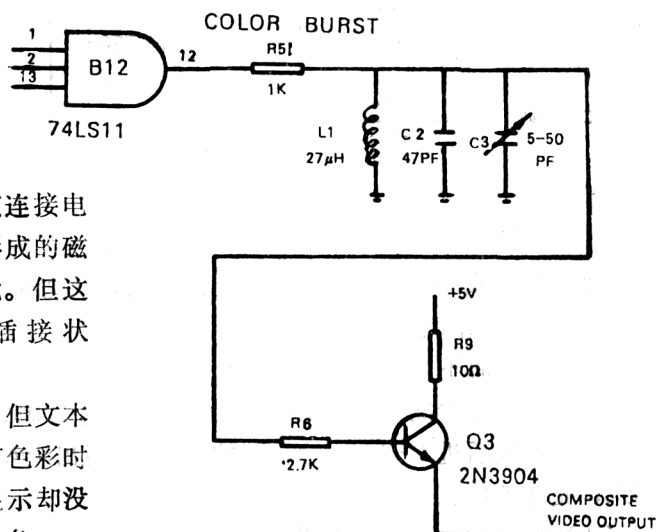 COLOR BURST
1
2
13
B12
12
R5
1K
74LS11
L1
27μH
C2
47PF
C3
5-50
PF
连接电
成的磁
。但这
插接状
但文本
色彩时
示却没
+5V
R9
10Ω
R6
2.7K
Q3
2N3904
COMPOSITE
VIDEO OUTPUT